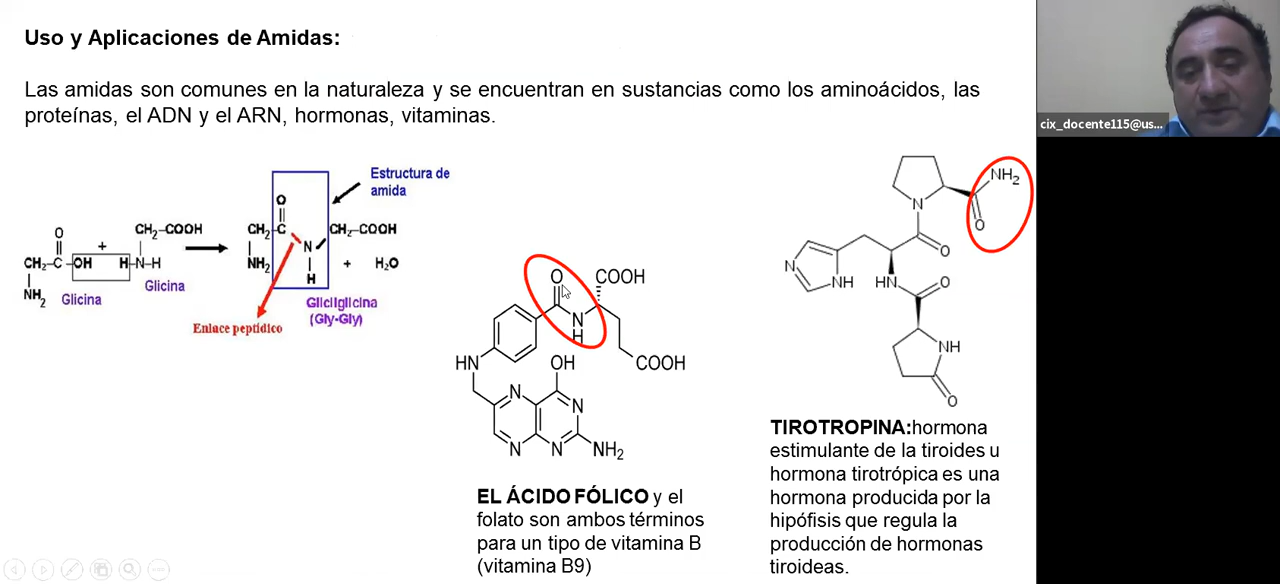 Uso y Aplicaciones de Amidas:
Las amidas son comunes en la naturaleza y se encuentran en sustancias como los aminoácidos, las
proteínas, el ADN y el ARN, hormonas, vitaminas.
cix_docente115@us...
Estructura de
amida
O
CH2-C-OH
NH2
Glicina
+
CH2-COOH
H-N-H
Glicina
O
CH2 C
NH2
N
H
CH2-COOH
+ H2O
Glicilglicina
(Gly-Gly)
Enlace peptídico
O
COOH
N
H
COOH
HN
OH
N
N
N
N
NH2
EL ÁCIDO FÓLICO y el
folato son ambos términos
para un tipo de vitamina B
(vitamina B9)
NH2
O
N
O
N
NH
HN
O
NH
O
TIROTROPINA:hormona
estimulante de la tiroides u
hormona tirotrópica es una
hormona producida por la
hipófisis que regula la
producción de hormonas
tiroideas.